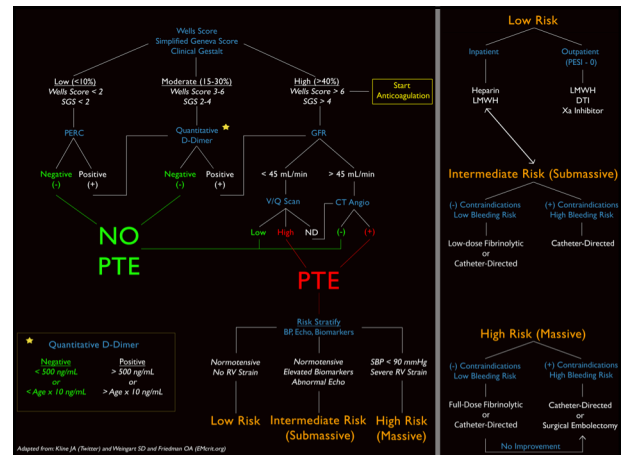 Wells Score
Simplified Geneva Score
Clinical Gestalt
Low (<10%)
Wells Score < 2
SGS < 2
Moderate (15-30%)
Wells Score 3-6
SGS 2-4
High (>40%)
Wells Score > 6
SGS > 4
Start
Anticoagulation
PERC
Quantitative
D-Dimer
GFR
Negative
(-)
Positive
(+)
Negative
(-)
Positive
(+)
< 45 mL/min
> 45 mL/min
V/Q Scan
CT Angio
Low
High
ND
(-)
(+)
NO
PTE
PTE
Risk Stratify
BP, Echo, Biomarkers
Normotensive
No RV Strain
Normotensive
Elevated Biomarkers
Abnormal Echo
SBP < 90 mmHg
Severe RV Strain
Low Risk
Intermediate Risk
(Submassive)
High Risk
(Massive)
Quantitative D-Dimer
Negative
< 500 ng/mL
or
< Age x 10 ng/mL
Positive
> 500 ng/mL
or
> Age x 10 ng/mL
Adapted from: Kline JA (Twitter) and Weingart SD and Friedman OA (EMcrit.org)
Low Risk
Inpatient
Outpatient
(PESI - 0)
Heparin
LMWH
LMWH
DTI
Xa Inhibitor
Intermediate Risk (Submassive)
(-) Contraindications
Low Bleeding Risk
(+) Contraindications
High Bleeding Risk
Low-dose Fibrinolytic
or
Catheter-Directed
Catheter-Directed
High Risk (Massive)
(-) Contraindications
Low Bleeding Risk
(+) Contraindications
High Bleeding Risk
Full-Dose Fibrinolytic
or
Catheter-Directed
Catheter-Directed
or
Surgical Embolectomy
No Improvement